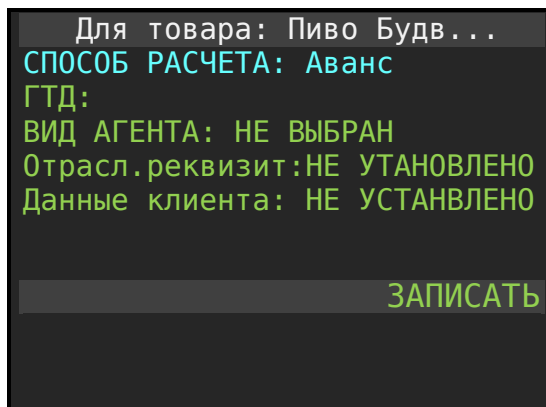 Для товара: Пиво Будв...
СПОСОБ РАСЧЕТА: Аванс
ГТД:
ВИД АГЕНТА: НЕ ВЫБРАН
Отрасл.реквизит:НЕ УТАНОВЛЕНО
Данные клиента: НЕ УСТАНВЛЕНО
ЗАПИСАТЬ